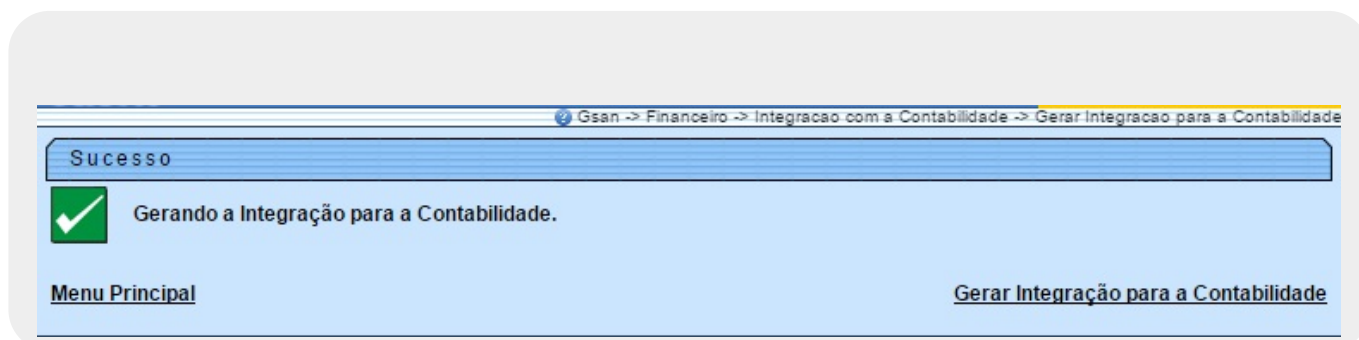 Gsan -> Financeiro -> Integracao com a Contabilidade -> Gerar Integracao para a Contabilidade
Sucesso
Gerando a Integração para a Contabilidade.
Menu Principal
Gerar Integração para a Contabilidade